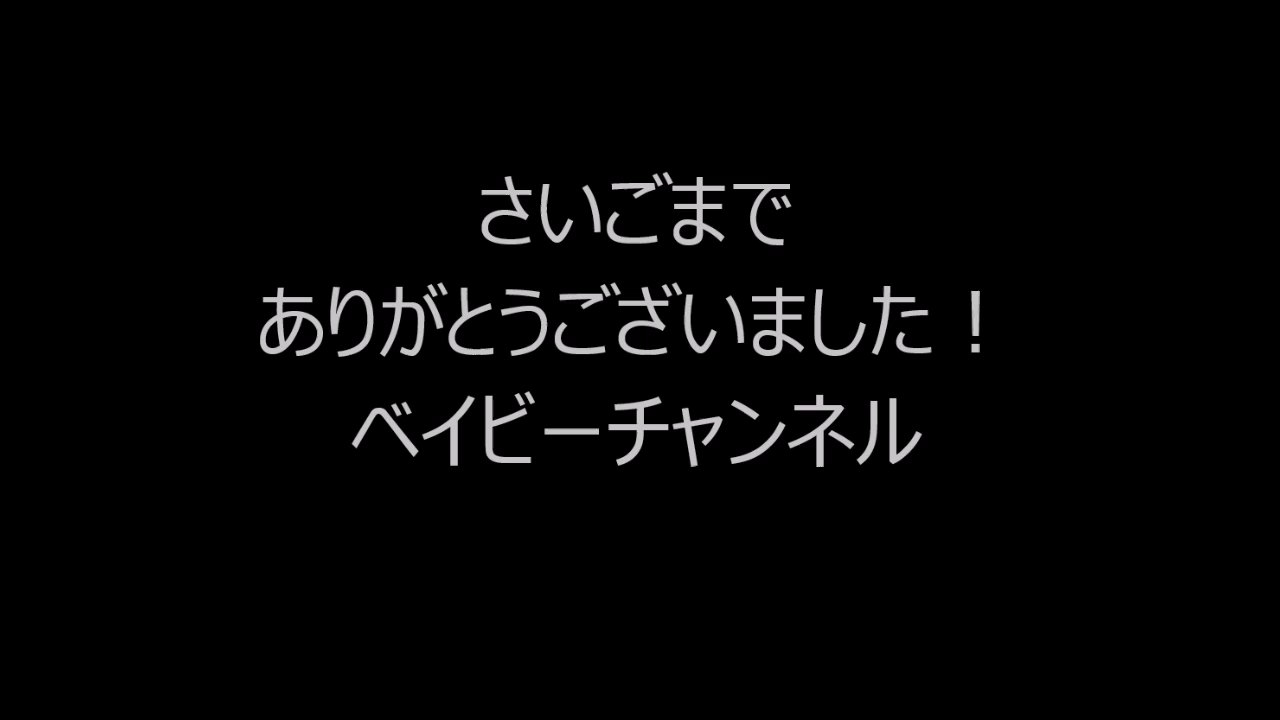 さいごまで
ありがとうございました！
ベイビーチャンネル